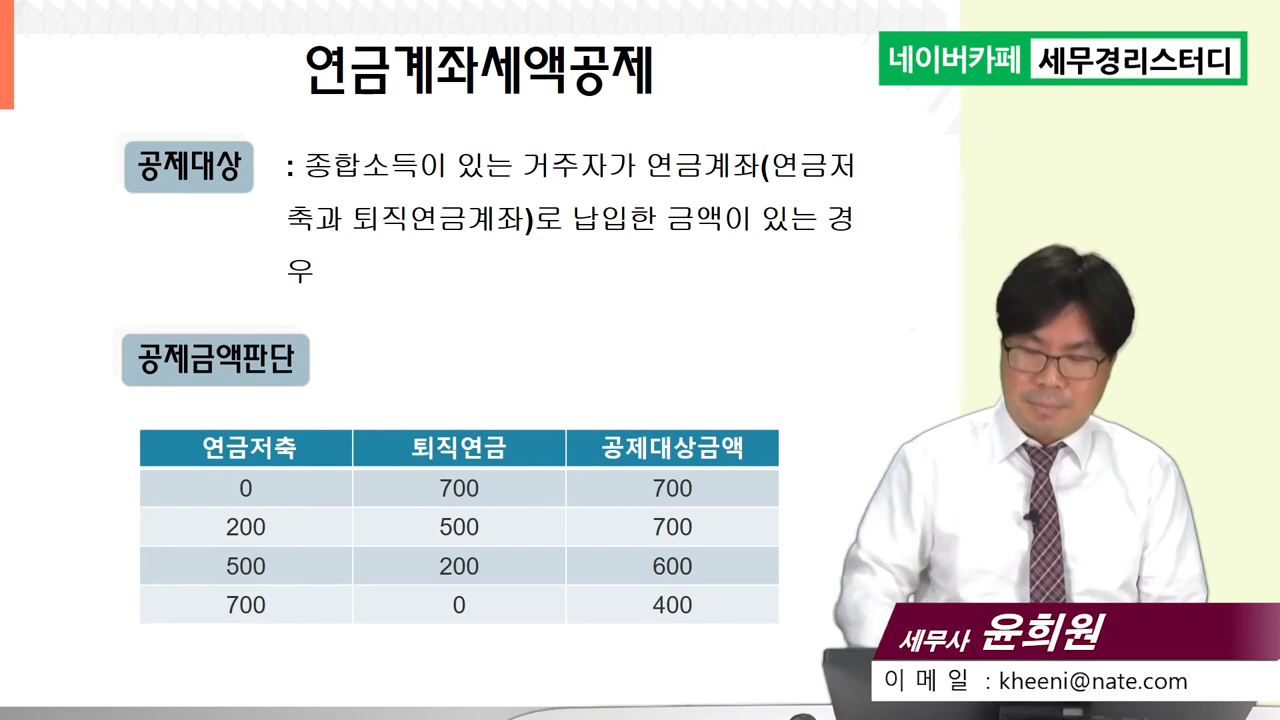 연금계좌세액공제
네이버카페 세무경리스터디
공제대상 : 종합소득이 있는 거주자가 연금계좌(연금저
축과 퇴직연금계좌)로 납입한 금액이 있는 경
우
공제금액판단
연금저축 퇴직연금 공제대상금액
0 700 700
200 500 700
500 200 600
700 0 400
세무사 윤희원
이 메 일 : kheeni@nate.com